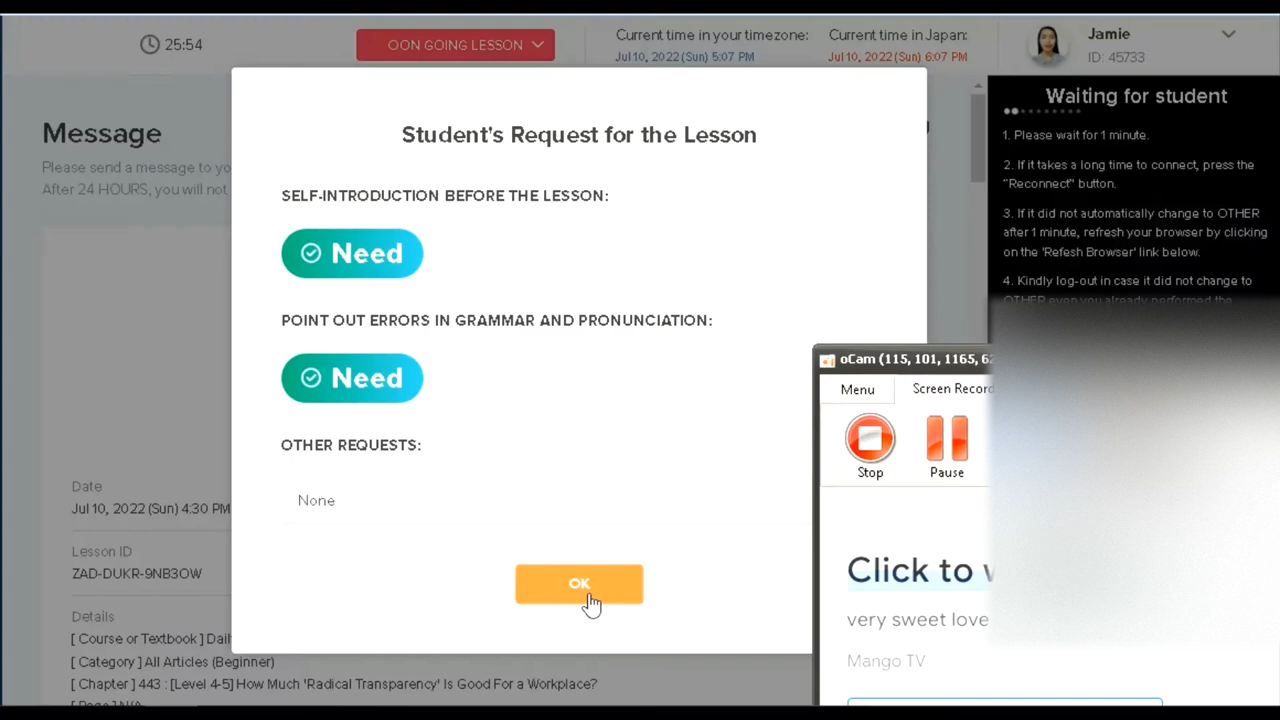 25:54
OON GOING LESSON
Current time in your timezone:
Jul 10, 2022 (Sun) 5:07 PM
Current time in Japan:
Jul 10, 2022 (Sun) 6:07 PM
Jamie
ID: 45733
Message
Please send a message to yo
After 24 HOURS, you will not
Date
Jul 10, 2022 (Sun) 4:30 PM
Lesson ID
ZAD-DUKR-9NB3OW
Details
[ Course or Textbook ] Dail
[ Category ] All Articles (Beginner)
[ Chapter ] 443 : [Level 4-5] How Much 'Radical Transparency' Is Good For a Workplace?
Student's Request for the Lesson
SELF-INTRODUCTION BEFORE THE LESSON:
Need
POINT OUT ERRORS IN GRAMMAR AND PRONUNCIATION:
Need
OTHER REQUESTS:
None
OK
Waiting for student
1. Please wait for 1 minute.
2. If it takes a long time to connect, press the
"Reconnect" button.
3. If it did not automatically change to OTHER
after 1 minute, refresh your browser by clicking
on the 'Refesh Browser' link below.
4. Kindly log-out in case it did not change to
OTHER even you already performed the
oCam (115, 101, 1165, 62
Menu
Screen Record
Stop
Pause
Click to w
very sweet love
Mango TV